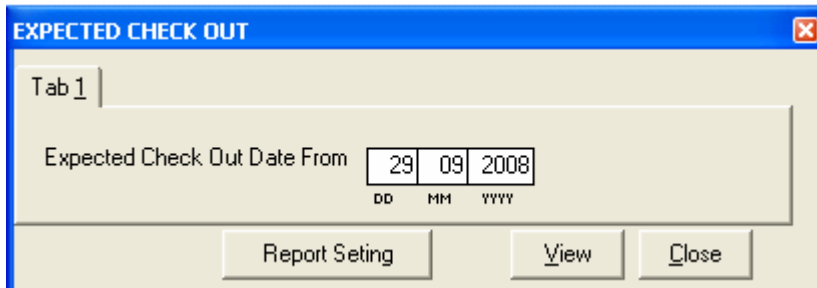 EXPECTED CHECK OUT
Tab 1
Expected Check Out Date From 29 09 2008
DD MM YYYY
Report Seting View Close